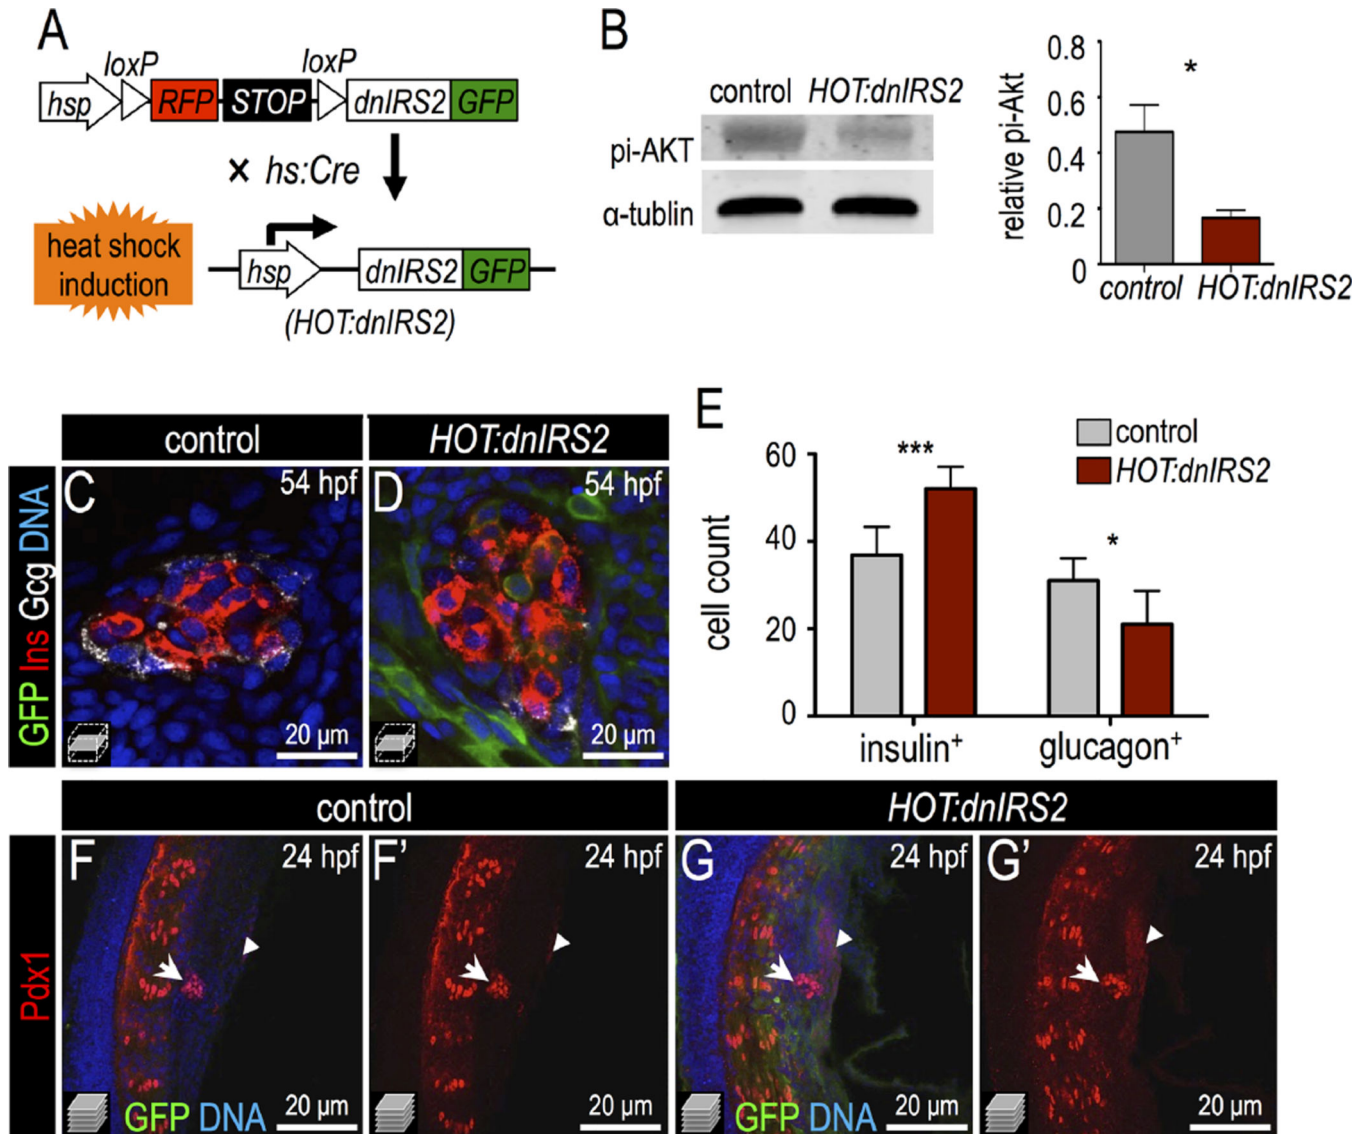 A
loxP loxP
hsp RFP STOP dnIRS2 GFP
× hs:Cre
heat shock
induction
hsp dnIRS2 GFP
(HOT:dnIRS2)
B
control HOT:dnIRS2
pi-AKT
α-tublin
relative pi-Akt
0.8
0.6
0.4
0.2
0
*
control HOT:dnIRS2
control HOT:dnIRS2
GFP Ins Gcg DNA
C 54 hpf
20 µm
D 54 hpf
20 µm
E
control
HOT:dnIRS2
cell count
60
40
20
0
***
*
insulin+ glucagon+
control HOT:dnIRS2
Pdx1
F 24 hpf
GFP DNA 20 µm
F' 24 hpf
20 µm
G 24 hpf
GFP DNA 20 µm
G' 24 hpf
20 µm